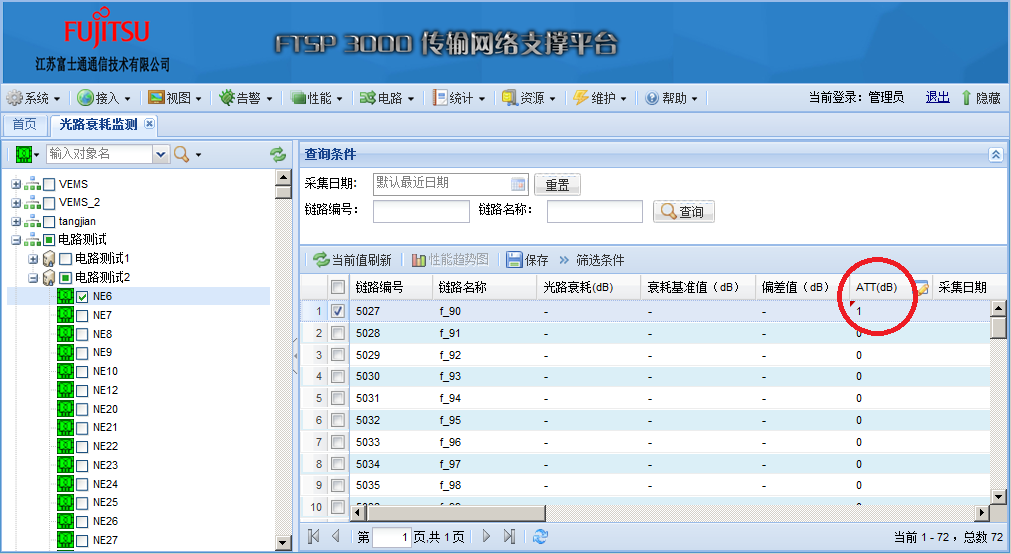 FUJITSU
江苏富士通通信技术有限公司
FTSP 3000 传输网络支撑平台
系统 接入 视图 告警 性能 电路 统计 资源 维护 帮助 当前登录：管理员 退出 隐藏
首页 光路衰耗监测
输入对象名
VEMS
VEMS_2
tangjian
电路测试
电路测试1
电路测试2
NE6
NE7
NE8
NE9
NE10
NE12
NE20
NE21
NE22
NE23
NE24
NE25
NE26
NE27
查询条件
采集日期: 默认最近日期 重置
链路编号: 链路名称: 查询
当前值刷新 性能趋势图 保存 » 筛选条件
链路编号 链路名称 光路衰耗(dB) 衰耗基准值（dB） 偏差值（dB） ATT(dB) 采集日期
1 5027 f_90 - - - 1
2 5028 f_91 - - - 0
3 5029 f_92 - - - 0
4 5030 f_93 - - - 0
5 5031 f_94 - - - 0
6 5032 f_95 - - - 0
7 5033 f_96 - - - 0
8 5034 f_97 - - - 0
9 5035 f_98 - - - 0
10
第 1 页,共 1 页 当前 1 - 72 ，总数 72